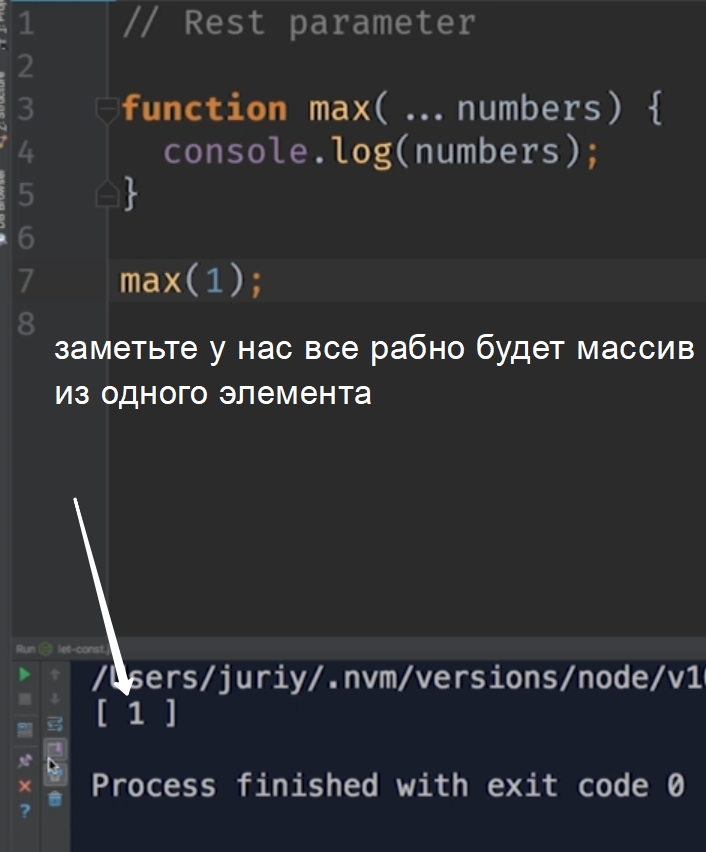 1 // Rest parameter
2
3 function max( ...numbers) {
4 console.log(numbers);
5 }
6
7 max(1);
8
заметьте у нас все рабно будет массив
из одного элемента
Run let-const.j
/Users/juriy/.nvm/versions/node/v10
[ 1 ]
Process finished with exit code 0